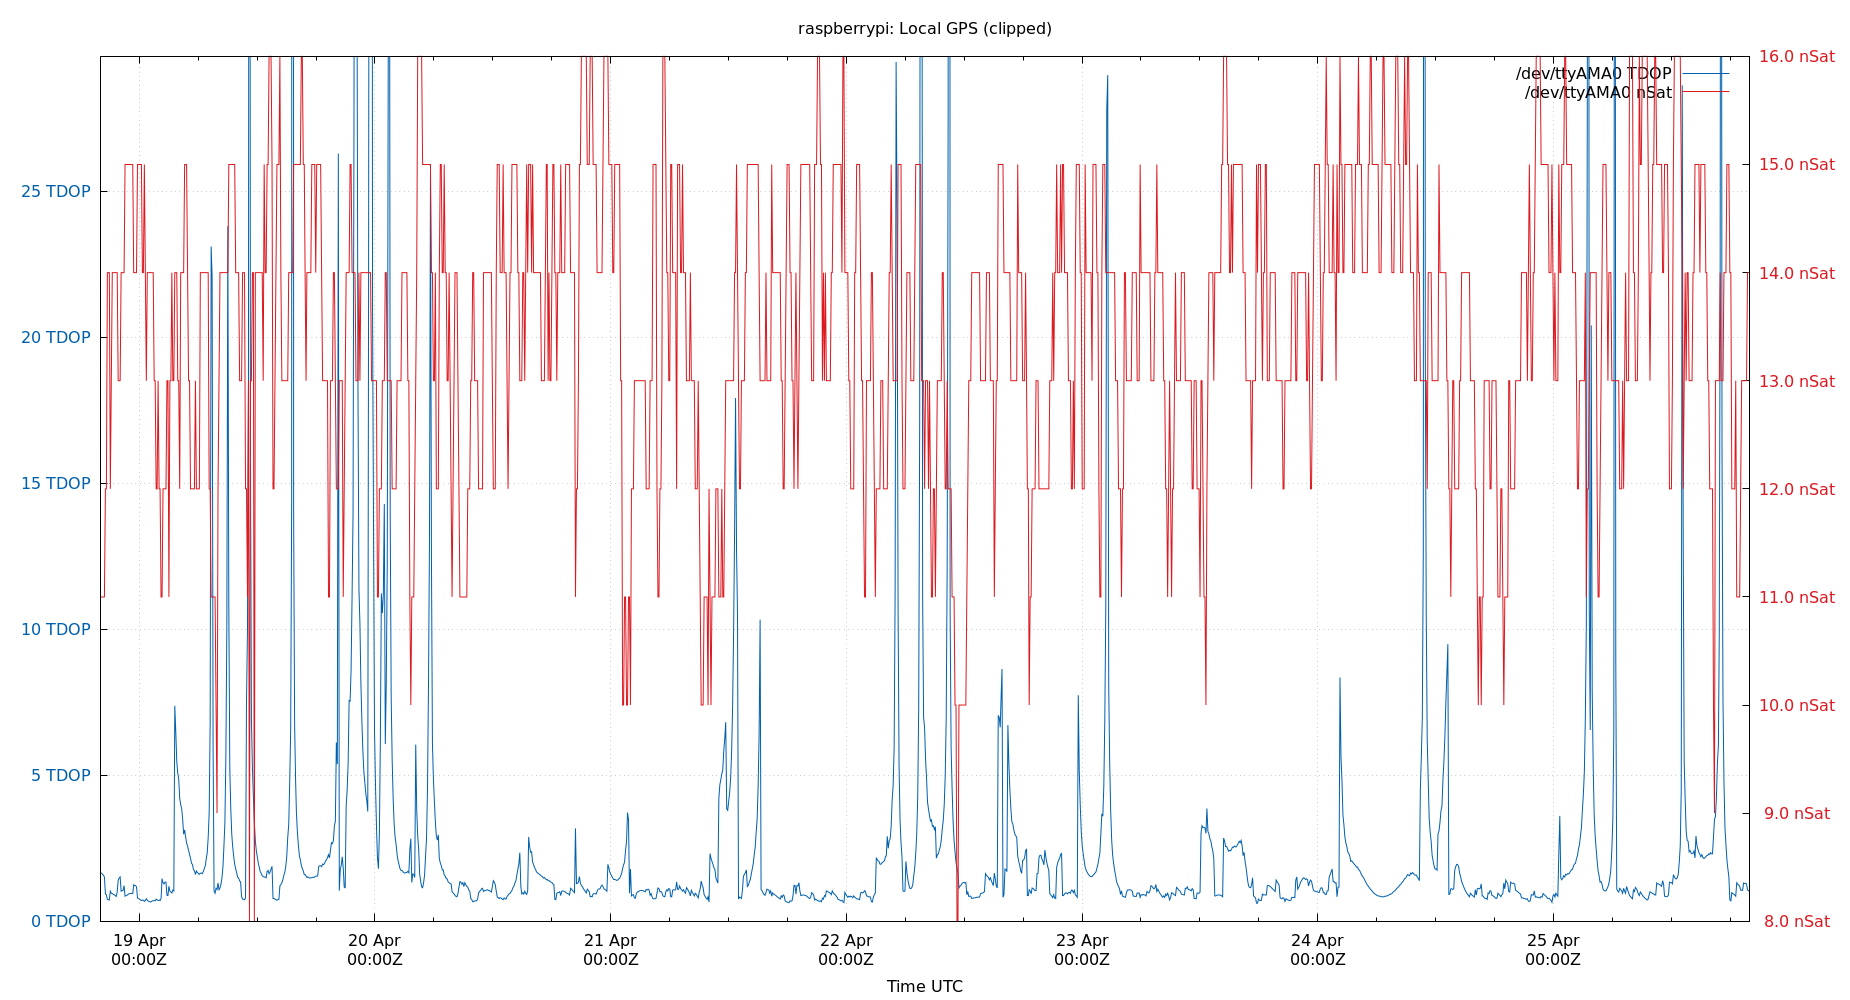 raspberrypi: Local GPS (clipped)
/dev/ttyAMA0 TDOP
/dev/ttyAMA0 nSat
25 TDOP
20 TDOP
15 TDOP
10 TDOP
5 TDOP
0 TDOP
16.0 nSat
15.0 nSat
14.0 nSat
13.0 nSat
12.0 nSat
11.0 nSat
10.0 nSat
9.0 nSat
8.0 nSat
19 Apr
00:00Z
20 Apr
00:00Z
21 Apr
00:00Z
22 Apr
00:00Z
23 Apr
00:00Z
24 Apr
00:00Z
25 Apr
00:00Z
Time UTC